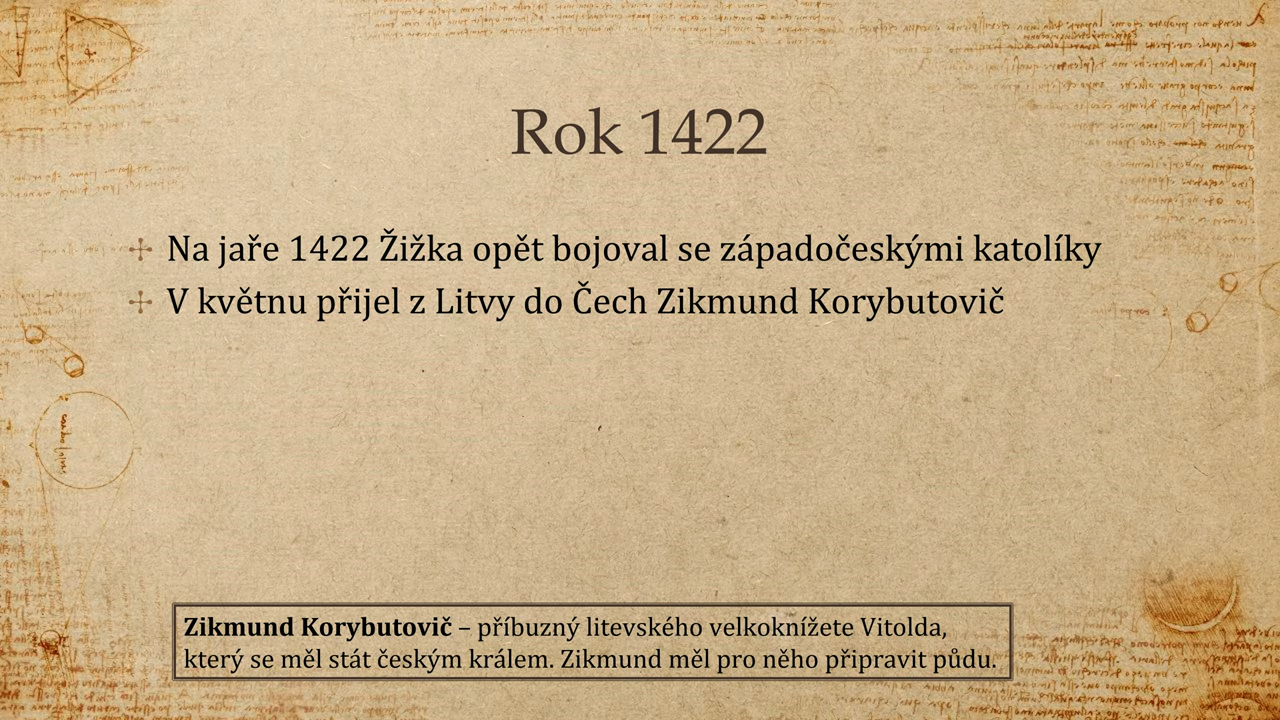 Rok 1422
Na jaře 1422 Žižka opět bojoval se západočeskými katolíky
V květnu přijel z Litvy do Čech Zikmund Korybutovič
Zikmund Korybutovič – příbuzný litevského velkoknížete Vitolda,
který se měl stát českým králem. Zikmund měl pro něho připravit půdu.